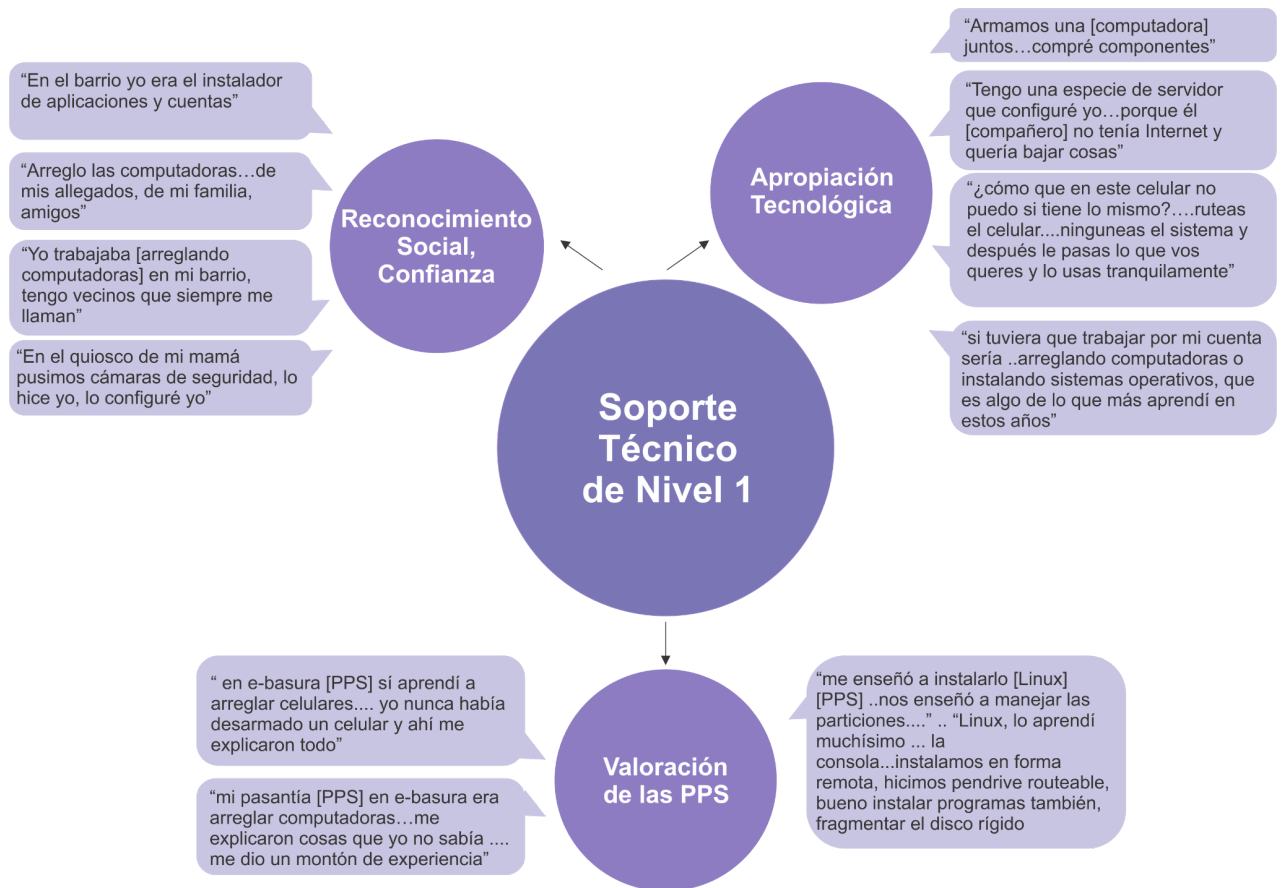 “En el barrio yo era el instalador
de aplicaciones y cuentas”
“Arreglo las computadoras…de
mis allegados, de mi familia,
amigos”
“Yo trabajaba [arreglando
computadoras] en mi barrio,
tengo vecinos que siempre me
llaman”
“En el quiosco de mi mamá
pusimos cámaras de seguridad, lo
hice yo, lo configuré yo”
Reconocimiento
Social,
Confianza
“Armamos una [computadora]
juntos…compré componentes”
“Tengo una especie de servidor
que configuré yo…porque él
[compañero] no tenía Internet y
quería bajar cosas”
“¿cómo que en este celular no
puedo si tiene lo mismo?….ruteas
el celular....ninguneas el sistema y
después le pasas lo que vos
queres y lo usas tranquilamente”
“si tuviera que trabajar por mi cuenta
sería ..arreglando computadoras o
instalando sistemas operativos, que
es algo de lo que más aprendí en
estos años”
Apropiación
Tecnológica
Soporte
Técnico
de Nivel 1
“ en e-basura [PPS] sí aprendí a
arreglar celulares.... yo nunca había
desarmado un celular y ahí me
explicaron todo”
“mi pasantía [PPS] en e-basura era
arreglar computadoras…me
explicaron cosas que yo no sabía ....
me dio un montón de experiencia”
Valoración
de las PPS
“me enseñó a instalarlo [Linux]
[PPS] ..nos enseñó a manejar las
particiones....” .. “Linux, lo aprendí
muchísimo ... la
consola...instalamos en forma
remota, hicimos pendrive routeable,
bueno instalar programas también,
fragmentar el disco rígido